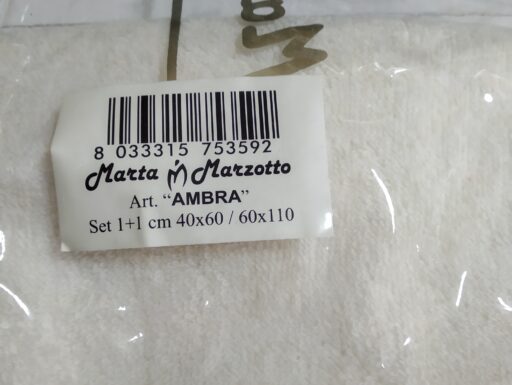 8 033315 753592
Marta M Marzotto
Art. “AMBRA”
Set 1+1 cm 40x60 / 60x110